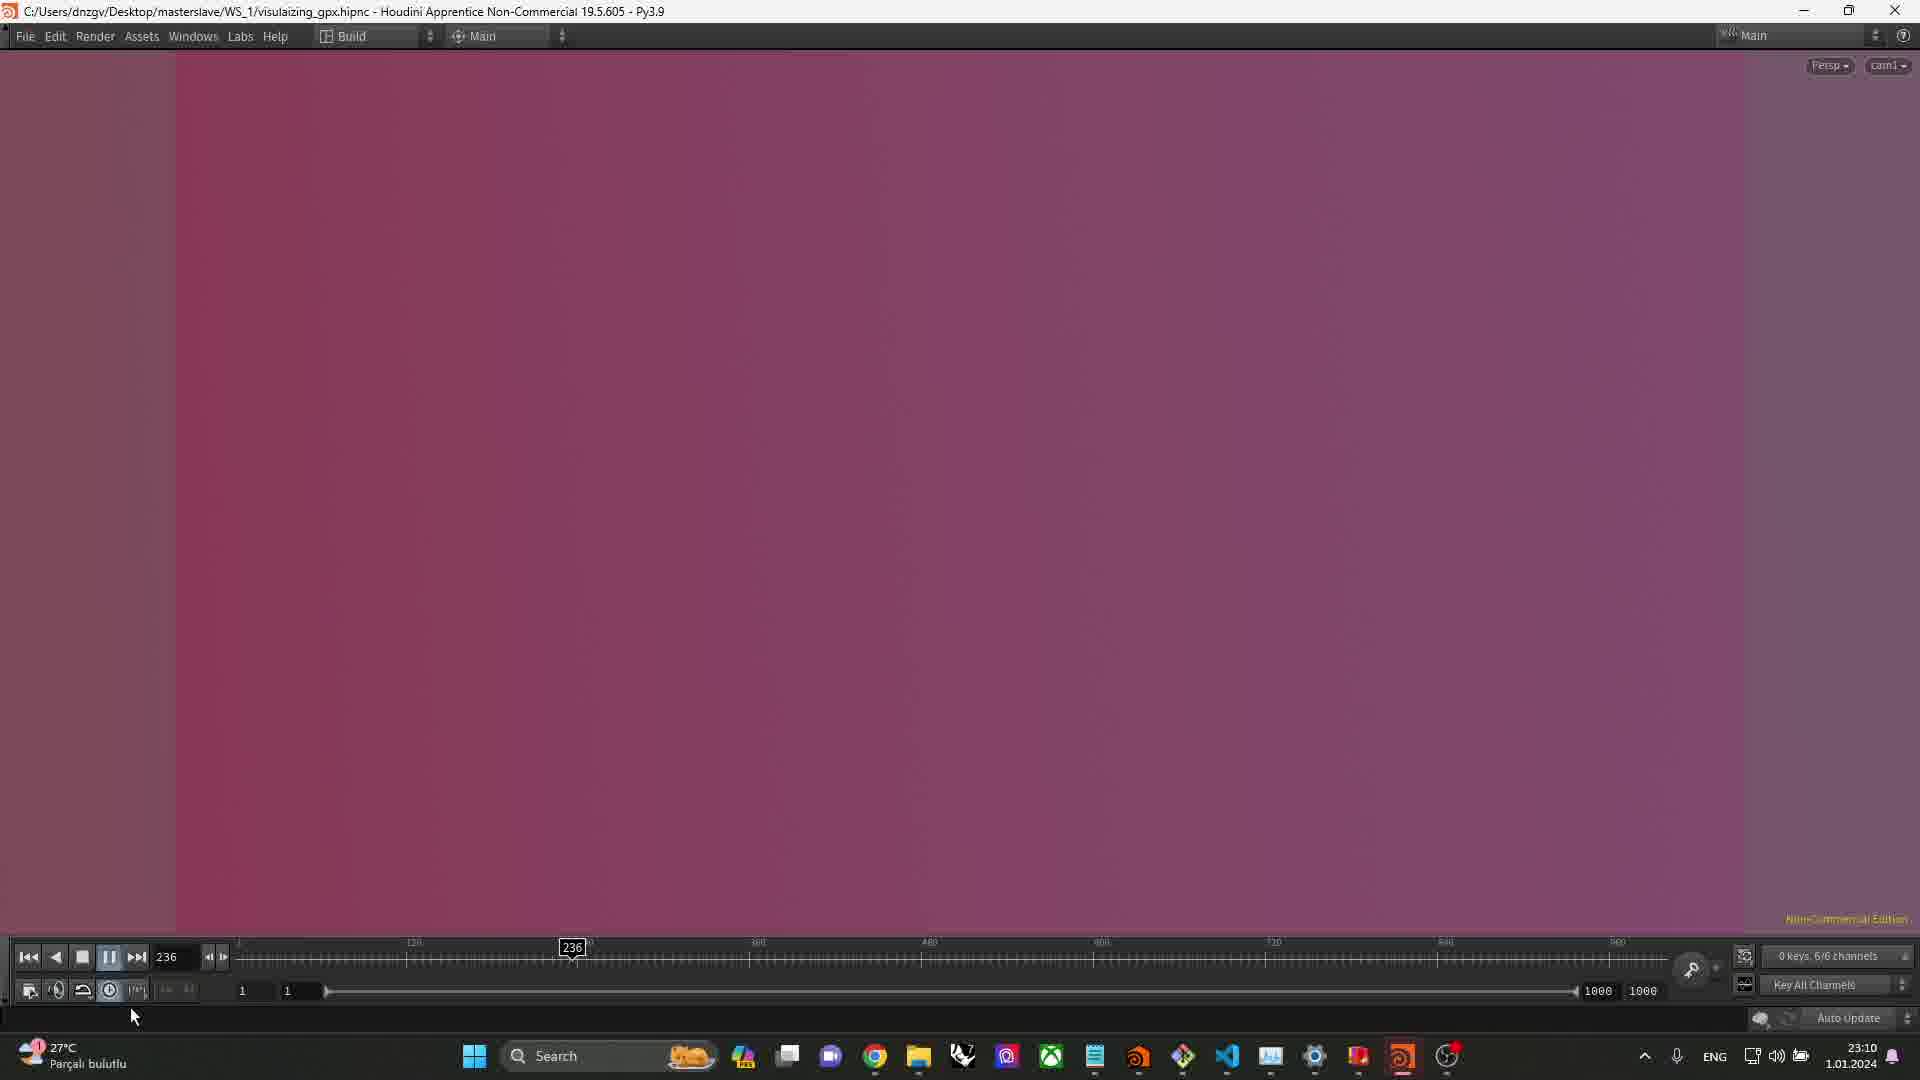 C:/Users/dnzgv/Desktop/masterslave/WS_1/visulaizing_gpx.hipnc - Houdini Apprentice Non-Commercial 19.5.605 - Py3.9
File Edit Render Assets Windows Labs Help Build Main Main
Persp cam1
Non-Commercial Edition
236 1 120 236 360 480 600 720 840 960 0 keys, 6/6 channels
1 1 1000 1000 Key All Channels
Auto Update
27°C
Parçalı bulutlu
Search
ENG
23:10
1.01.2024